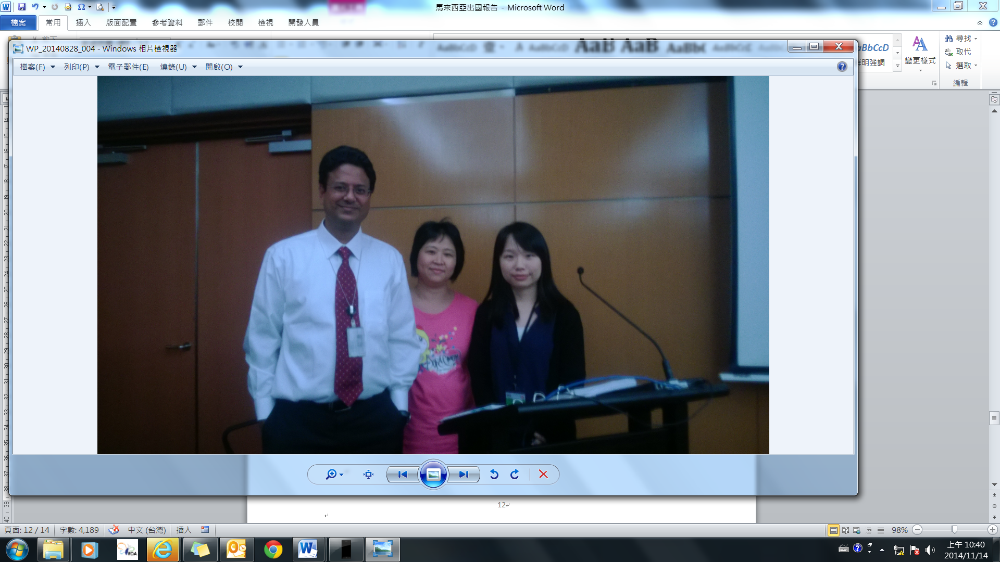 馬來西亞出國報告 - Microsoft Word
檔案 常用 插入 版面配置 參考資料 郵件 校閱 檢視 開發人員
WP_20140828_004 - Windows 相片檢視器
檔案(F) 列印(P) 電子郵件(E) 燒錄(U) 開啟(O)
AaB AaB
尋找
取代
選取
變更樣式
編輯
12
頁面: 12 / 14 字數: 4,189 中文 (台灣) 插入 98%
上午 10:40
2014/11/14